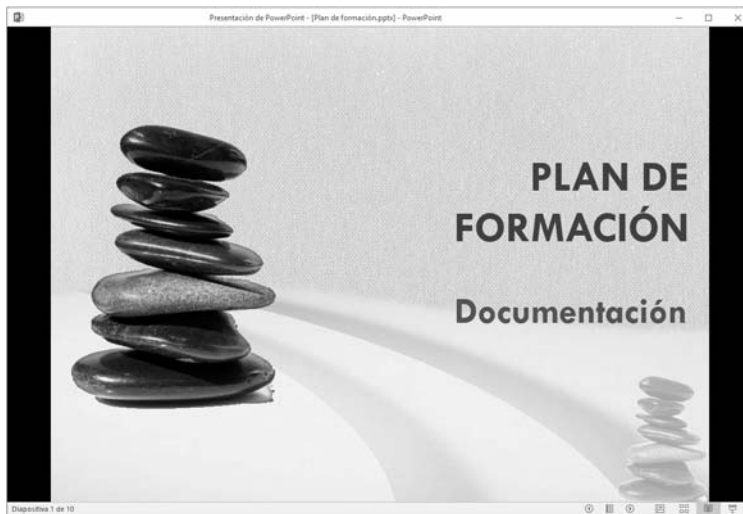 Presentación de PowerPoint - [Plan de formación.pptx] - PowerPoint
PLAN DE
FORMACIÓN
Documentación
Diapositiva 1 de 10